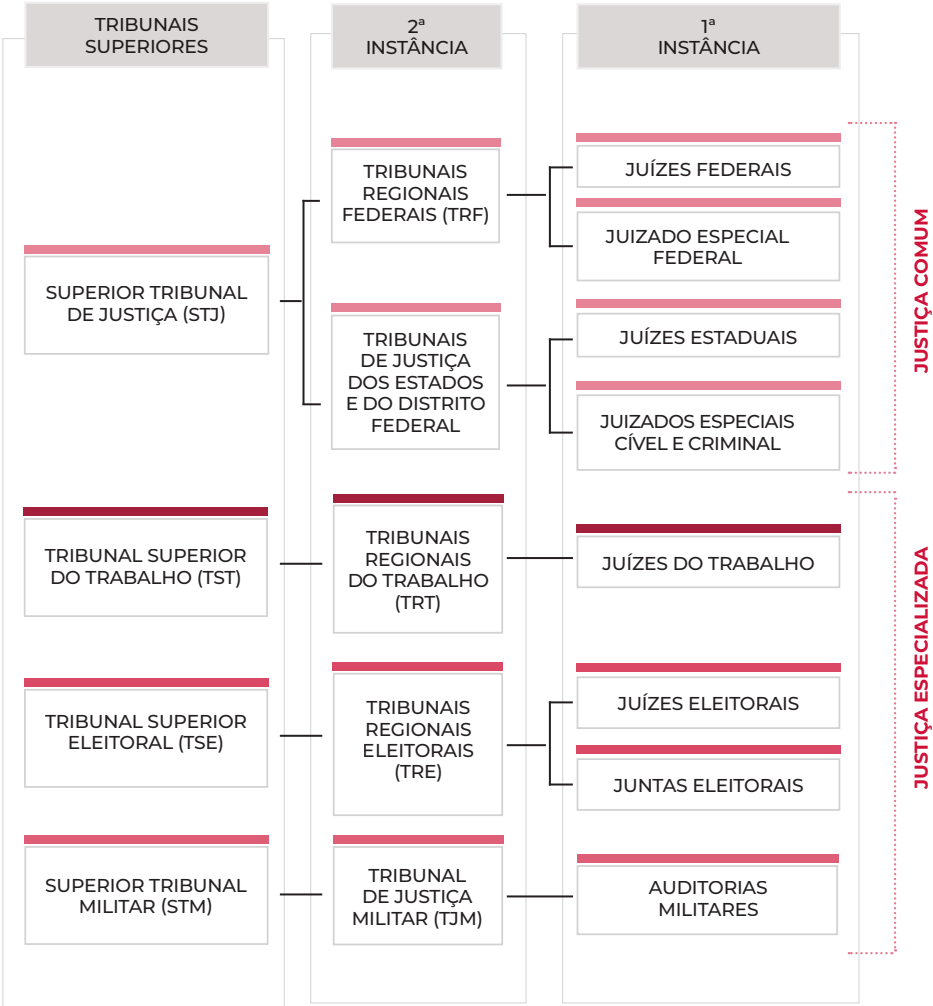 TRIBUNAIS
SUPERIORES
2ª
INSTÂNCIA
1ª
INSTÂNCIA
SUPERIOR TRIBUNAL
DE JUSTIÇA (STJ)
TRIBUNAIS
REGIONAIS
FEDERAIS (TRF)
JUÍZES FEDERAIS
JUIZADO ESPECIAL
FEDERAL
TRIBUNAIS
DE JUSTIÇA
DOS ESTADOS
E DO DISTRITO
FEDERAL
JUÍZES ESTADUAIS
JUIZADOS ESPECIAIS
CÍVEL E CRIMINAL
JUSTIÇA COMUM
TRIBUNAL SUPERIOR
DO TRABALHO (TST)
TRIBUNAIS
REGIONAIS
DO TRABALHO
(TRT)
JUÍZES DO TRABALHO
TRIBUNAL SUPERIOR
ELEITORAL (TSE)
TRIBUNAIS
REGIONAIS
ELEITORAIS
(TRE)
JUÍZES ELEITORAIS
JUNTAS ELEITORAIS
SUPERIOR TRIBUNAL
MILITAR (STM)
TRIBUNAL
DE JUSTIÇA
MILITAR (TJM)
AUDITORIAS
MILITARES
JUSTIÇA ESPECIALIZADA